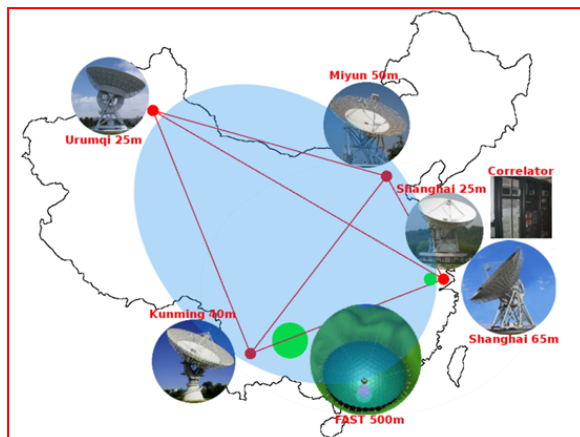 Miyun 50m
Urumqi 25m
Correlator
Shanghai 25m
Kunming 40m
Shanghai 65m
FAST 500m